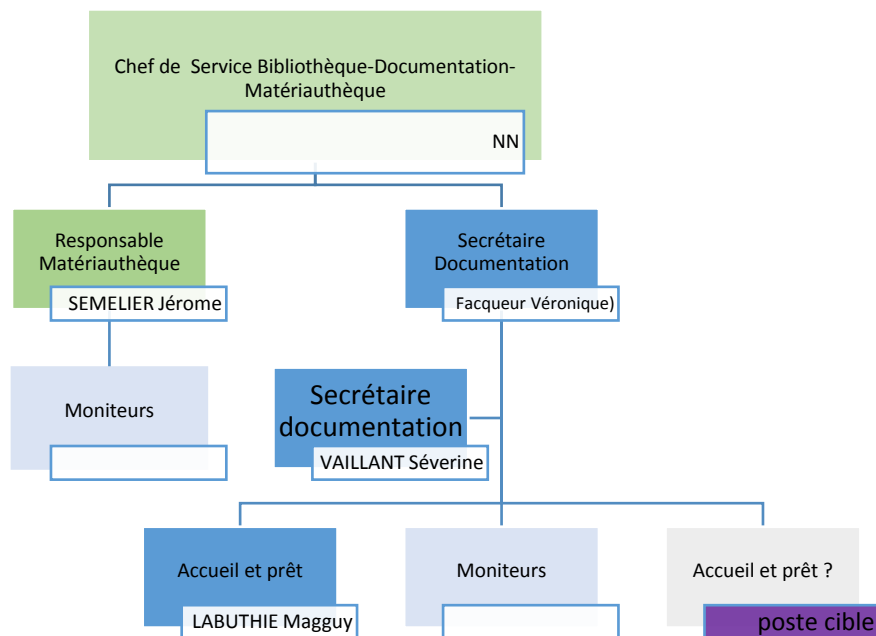 Chef de Service Bibliothèque-Documentation-
Matériauthèque
NN
Responsable
Matériauthèque
SEMELIER Jérome
Secrétaire
Documentation
Facqueur Véronique)
Moniteurs
Secrétaire
documentation
VAILLANT Séverine
Accueil et prêt
LABUTHIE Magguy
Moniteurs
Accueil et prêt ?
poste cible